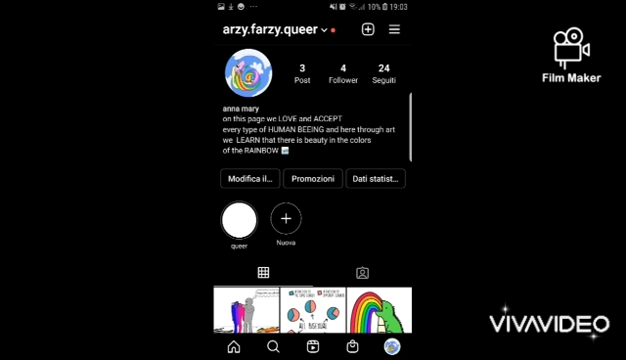 10% 19:03
arzy.farzy.queer
3 4 24
Post Follower Seguiti
anna mary
on this page we LOVE and ACCEPT
every type of HUMAN BEEING and here through art
we LEARN that there is beauty in the colors
of the RAINBOW
Modifica il... Promozioni Dati statist...
queer Nuova
ALL BISEXUAL
Film Maker
VIVAVIDEO